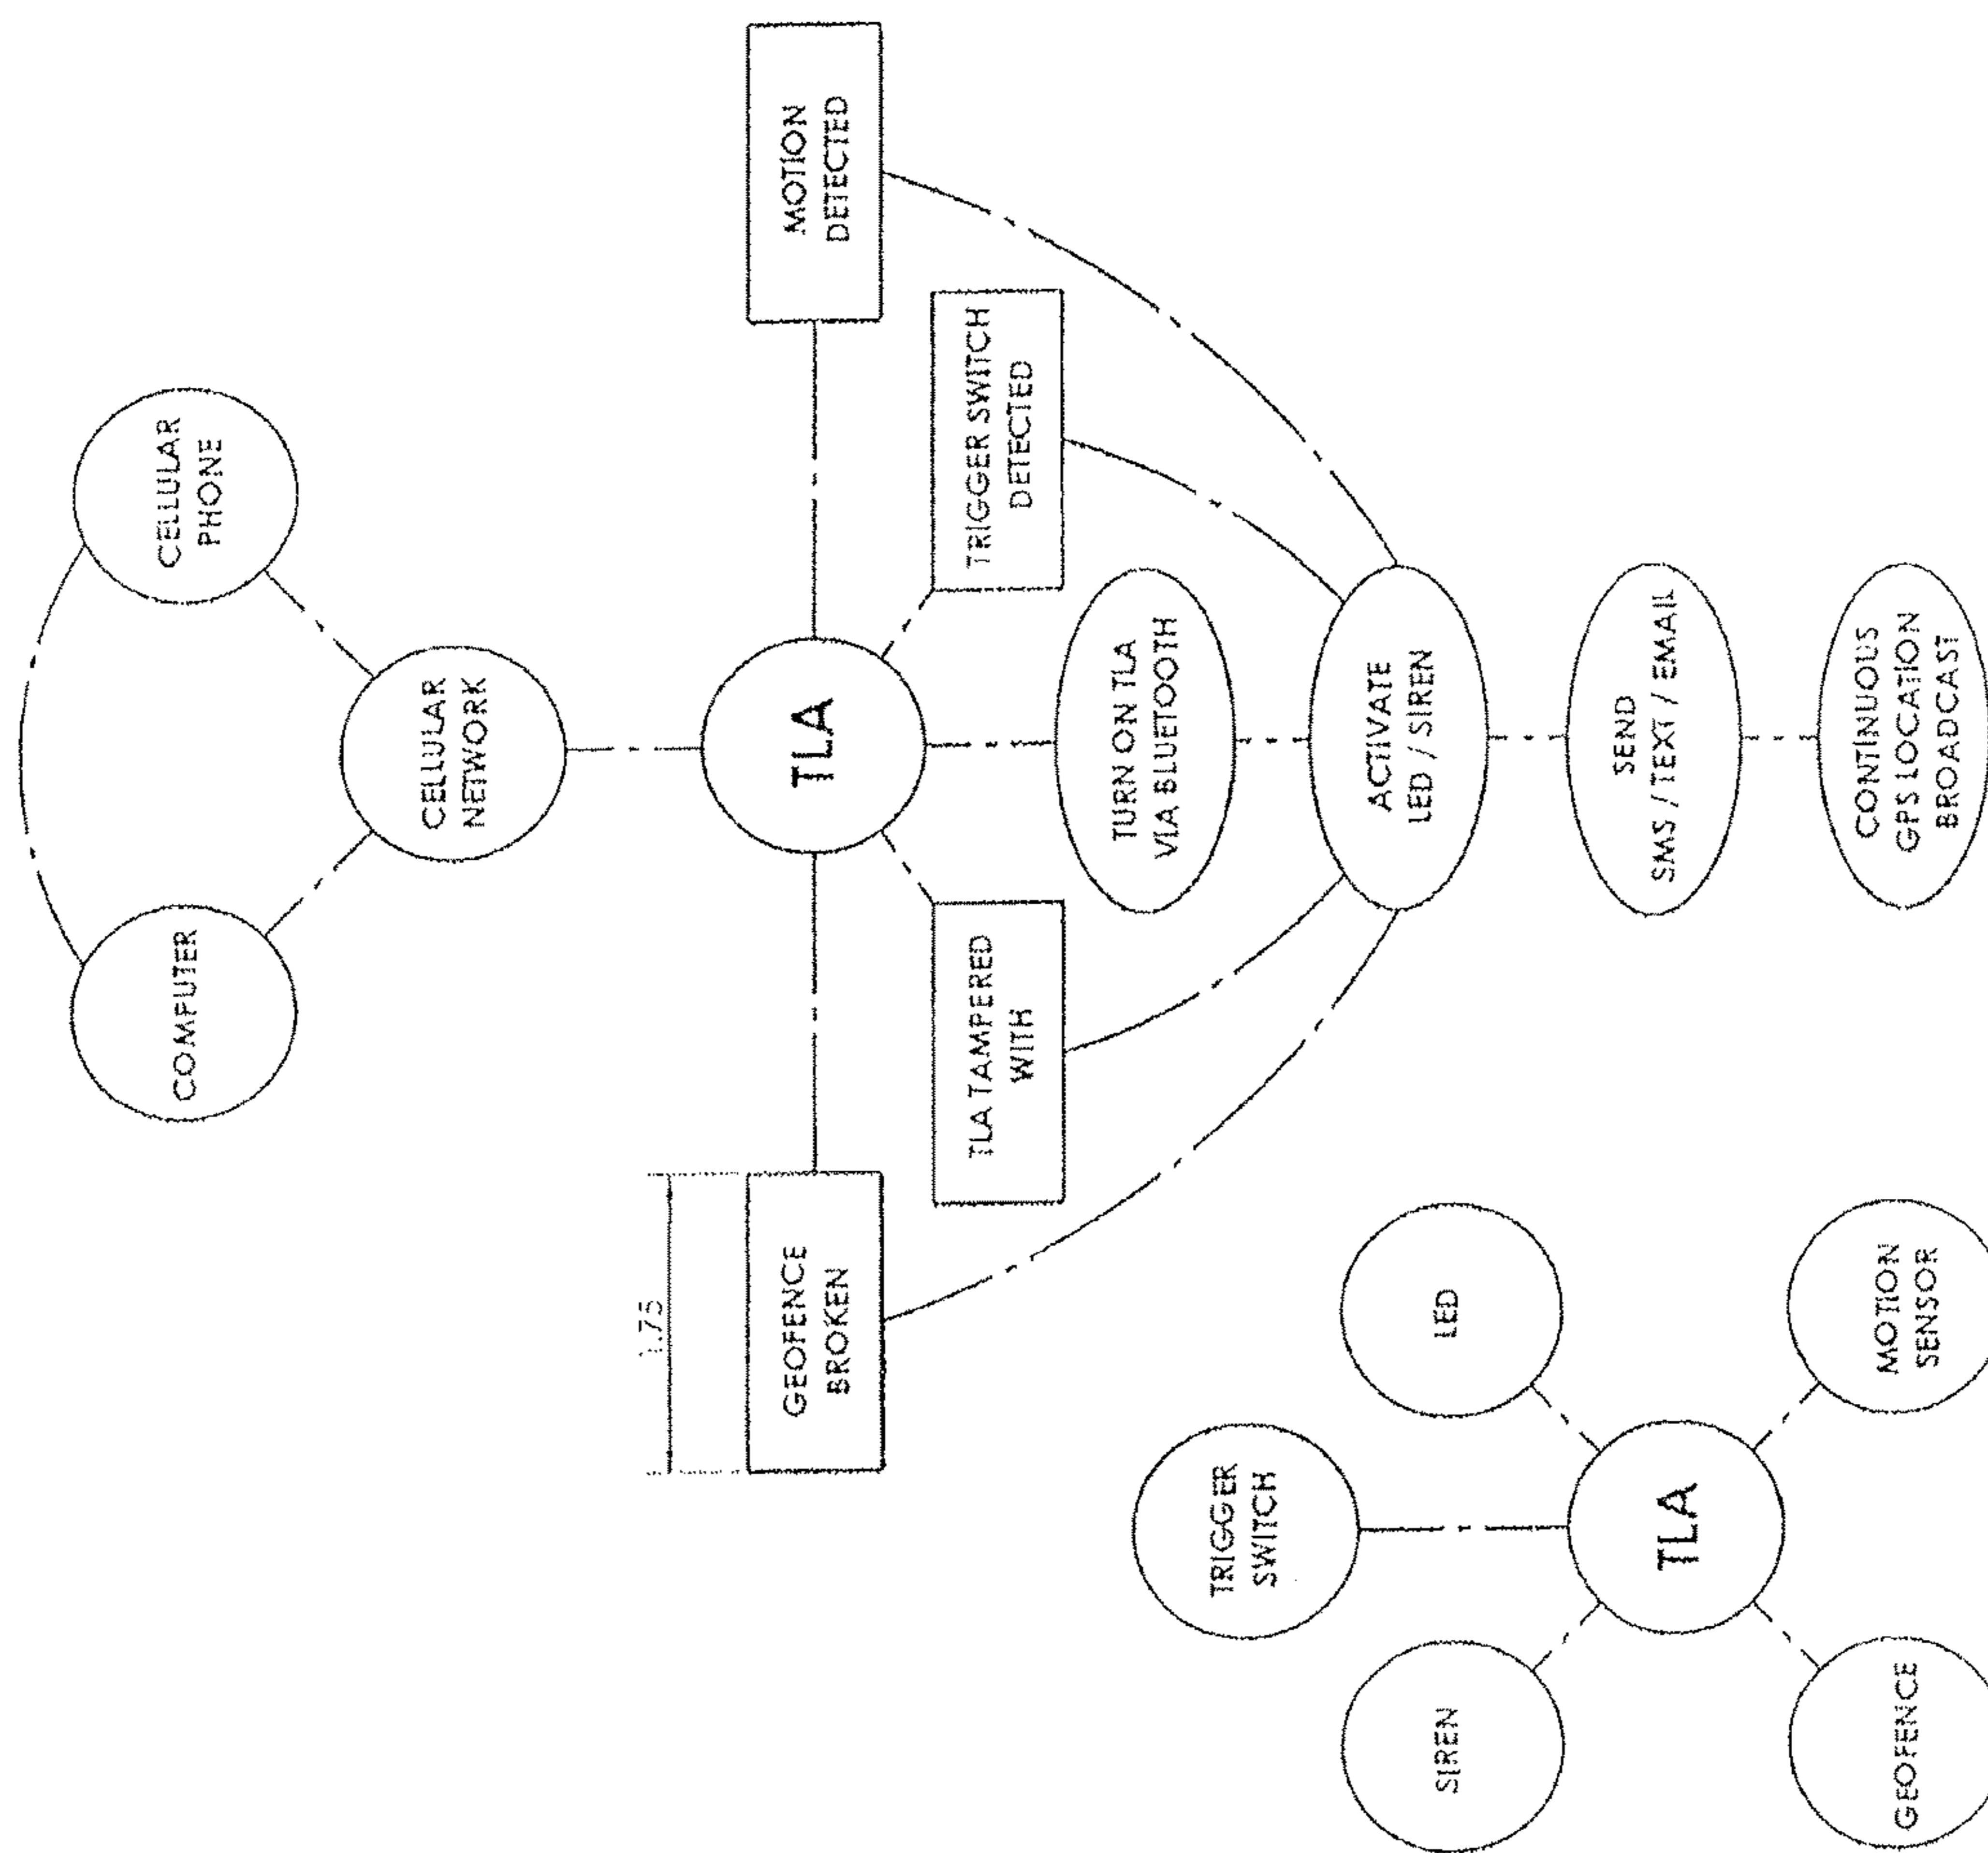 COMPUTER
CELLULAR
PHONE
CELLULAR
NETWORK
TLA
GEOFENCE
BROKEN
MOTION
DETECTED
TLA TAMPERED
WITH
TRIGGER SWITCH
DETECTED
TURN ON TLA
VIA BLUETOOTH
ACTIVATE
LED / SIREN
SEND
SMS / TEXT / EMAIL
CONTINUOUS
GPS LOCATION
BROADCAST
TRIGGER
SWITCH
SIREN
LED
TLA
GEOFENCE
MOTION
SENSOR